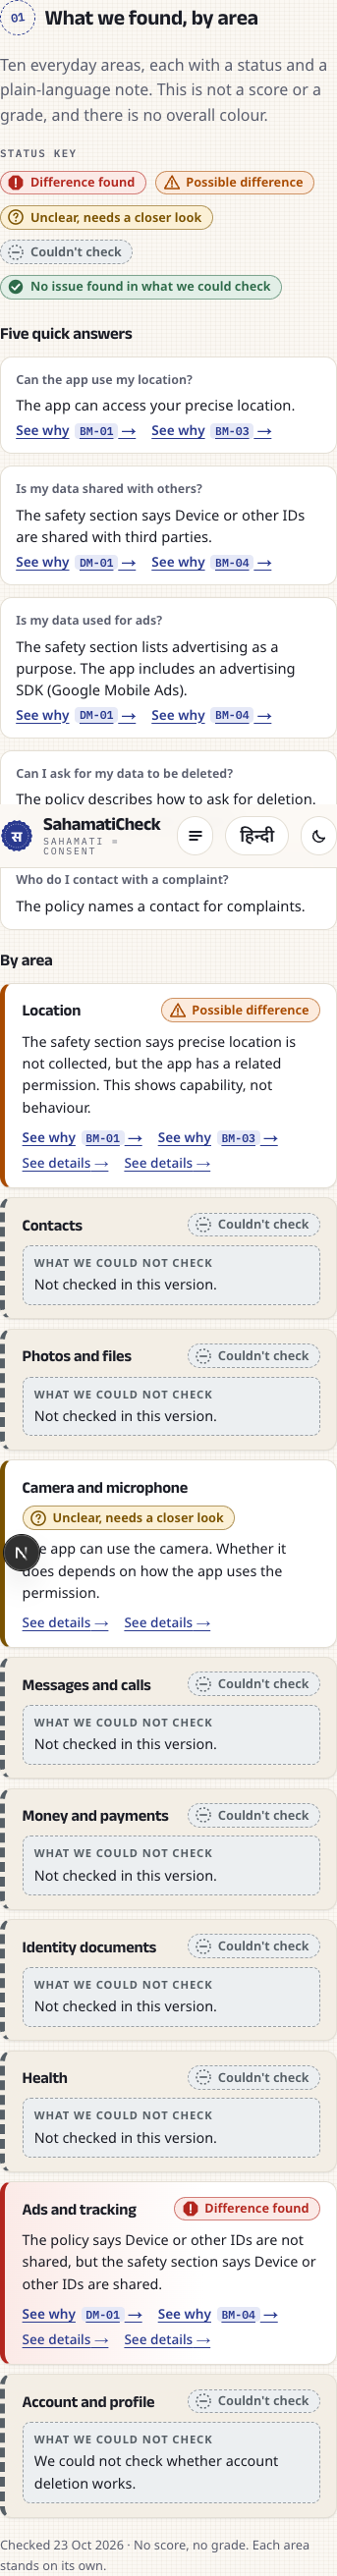 01 What we found, by area
Ten everyday areas, each with a status and a
plain-language note. This is not a score or a
grade, and there is no overall colour.
STATUS KEY
Difference found
Possible difference
Unclear, needs a closer look
Couldn't check
No issue found in what we could check
Five quick answers
Can the app use my location?
The app can access your precise location.
See why BM-01 → See why BM-03 →
Is my data shared with others?
The safety section says Device or other IDs
are shared with third parties.
See why DM-01 → See why BM-04 →
Is my data used for ads?
The safety section lists advertising as a
purpose. The app includes an advertising
SDK (Google Mobile Ads).
See why DM-01 → See why BM-04 →
Can I ask for my data to be deleted?
The policy describes how to ask for deletion.
स
SahamatiCheck
SAHAMATI =
CONSENT
हिन्दी
Who do I contact with a complaint?
The policy names a contact for complaints.
By area
Location
Possible difference
The safety section says precise location is
not collected, but the app has a related
permission. This shows capability, not
behaviour.
See why BM-01 → See why BM-03 →
See details → See details →
Contacts
Couldn't check
WHAT WE COULD NOT CHECK
Not checked in this version.
Photos and files
Couldn't check
WHAT WE COULD NOT CHECK
Not checked in this version.
Camera and microphone
Unclear, needs a closer look
N
app can use the camera. Whether it
does depends on how the app uses the
permission.
See details → See details →
Messages and calls
Couldn't check
WHAT WE COULD NOT CHECK
Not checked in this version.
Money and payments
Couldn't check
WHAT WE COULD NOT CHECK
Not checked in this version.
Identity documents
Couldn't check
WHAT WE COULD NOT CHECK
Not checked in this version.
Health
Couldn't check
WHAT WE COULD NOT CHECK
Not checked in this version.
Ads and tracking
Difference found
The policy says Device or other IDs are not
shared, but the safety section says Device or
other IDs are shared.
See why DM-01 → See why BM-04 →
See details → See details →
Account and profile
Couldn't check
WHAT WE COULD NOT CHECK
We could not check whether account
deletion works.
Checked 23 Oct 2026 · No score, no grade. Each area
stands on its own.